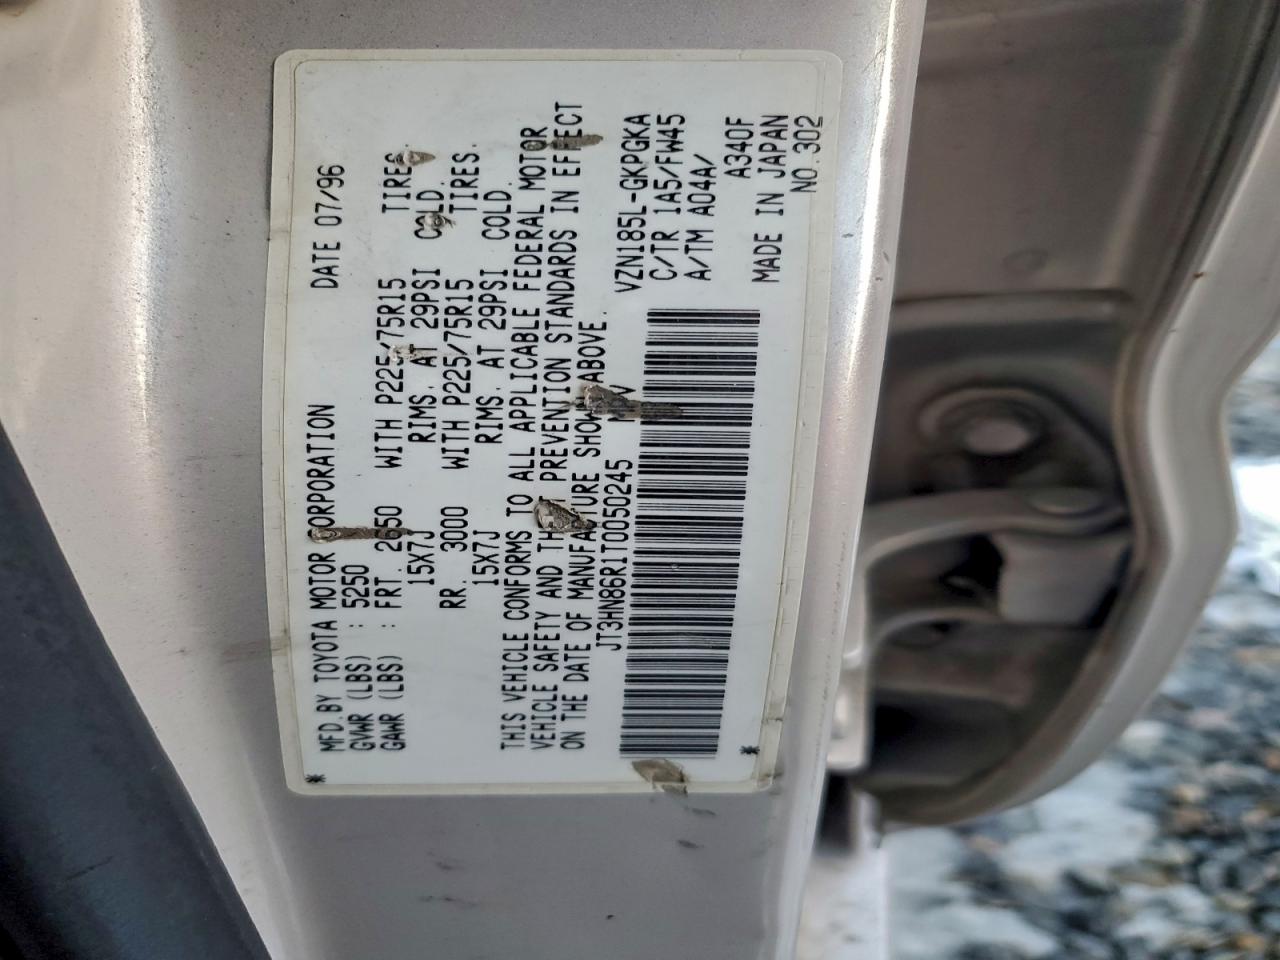 MFD.BY TOYOTA MOTOR CORPORATION DATE 07/96
GVWR (LBS) : 5250
GAWR (LBS) : FRT. 2650 WITH P225/75R15 TIRES,
15X7J RIMS, AT 29PSI COLD.
RR. 3000 WITH P225/75R15 TIRES.
15X7J RIMS, AT 29PSI COLD.
THIS VEHICLE CONFORMS TO ALL APPLICABLE FEDERAL MOTOR
VEHICLE SAFETY AND THEFT PREVENTION STANDARDS IN EFFECT
ON THE DATE OF MANUFACTURE SHOWN ABOVE.
JT3HN86R1T0050245 MPV
VZN185L-GKPGKA
C/TR 1A5/FW45
A/TM A04A/
A340F
MADE IN JAPAN
NO.302
* *